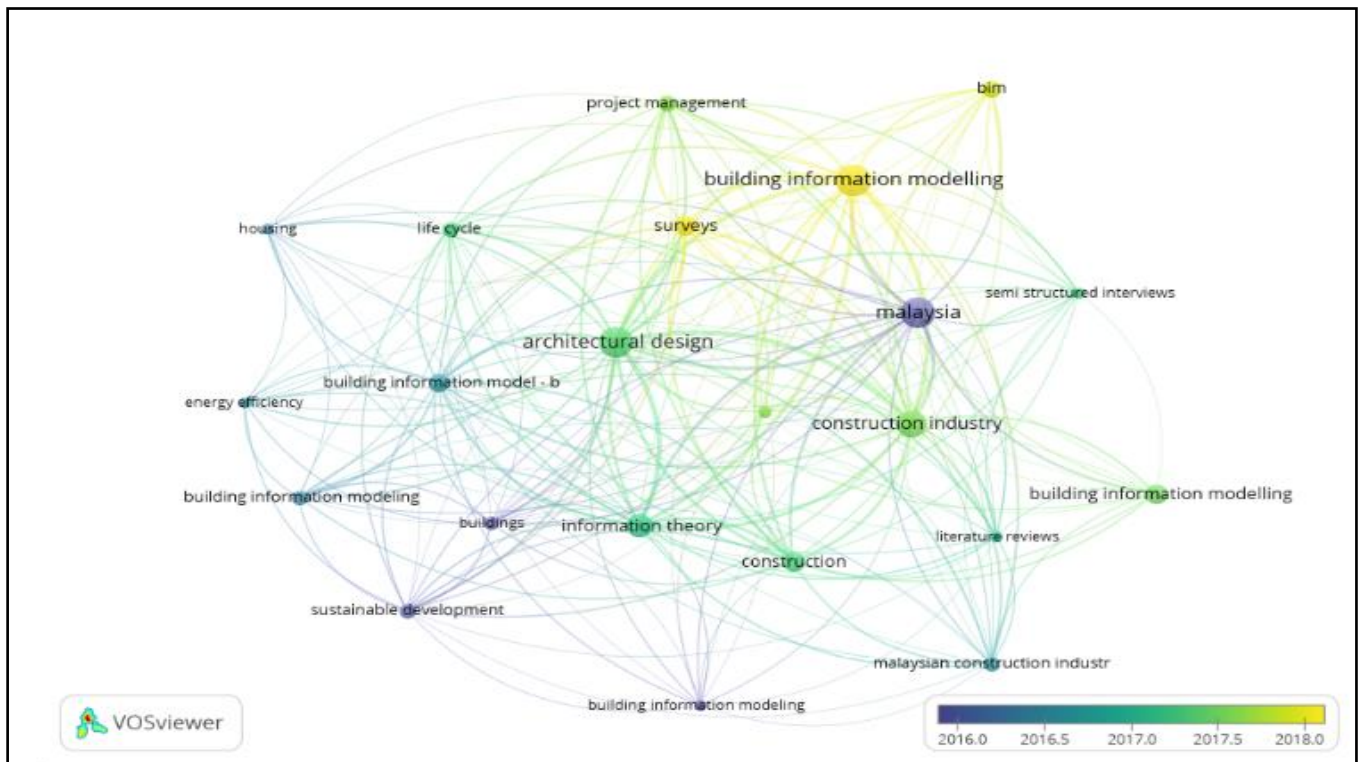 bim
project management
building information modelling
surveys
housing
life cycle
semi structured interviews
malaysia
architectural design
building information model - b
energy efficiency
construction industry
building information modeling
building information modelling
buildings
information theory
literature reviews
construction
sustainable development
malaysian construction industr
building information modeling
VOSviewer
2016.0 2016.5 2017.0 2017.5 2018.0